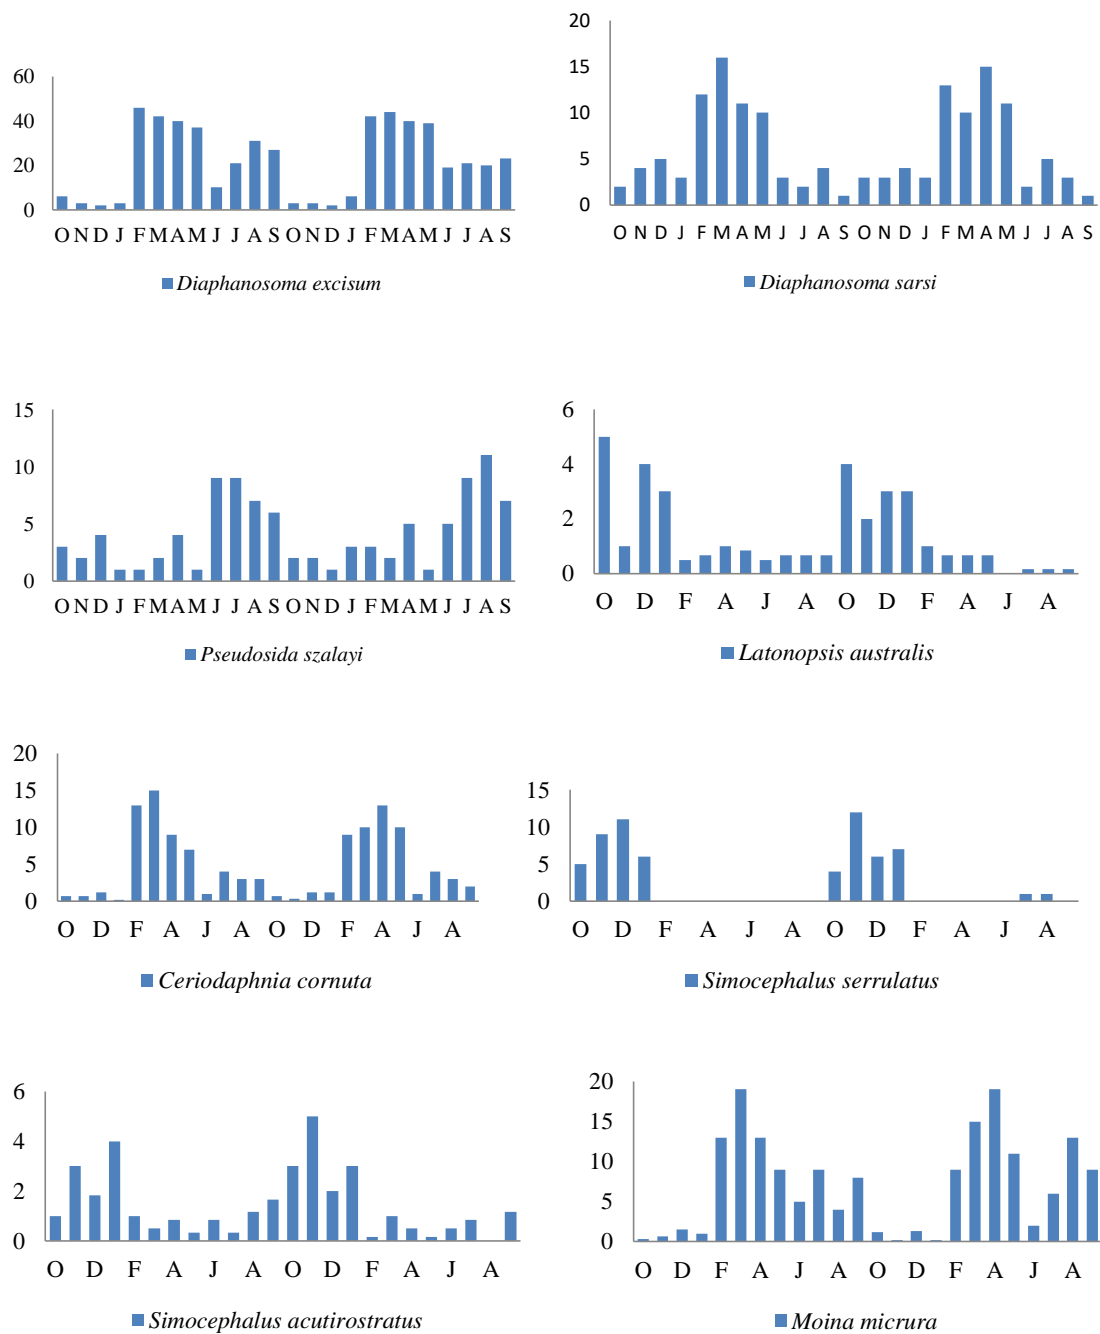 60
40
20
0
O N D J F M A M J J A S O N D J F M A M J J A S
Diaphanosoma excisum
20
15
10
5
0
O N D J F M A M J J A S O N D J F M A M J J A S
Diaphanosoma sarsi
15
10
5
0
O N D J F M A M J J A S O N D J F M A M J J A S
Pseudosida szalayi
6
4
2
0
O D F A J A O D F A J A
Latonopsis australis
20
15
10
5
0
O D F A J A O D F A J A
Ceriodaphnia cornuta
15
10
5
0
O D F A J A O D F A J A
Simocephalus serrulatus
6
4
2
0
O D F A J A O D F A J A
Simocephalus acutirostratus
20
15
10
5
0
O D F A J A O D F A J A
Moina micrura